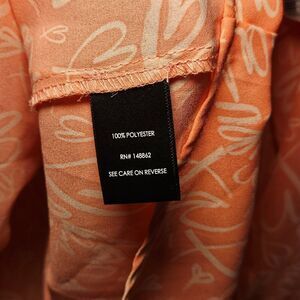 100% POLYESTER
RN# 148862
SEE CARE ON REVERSE